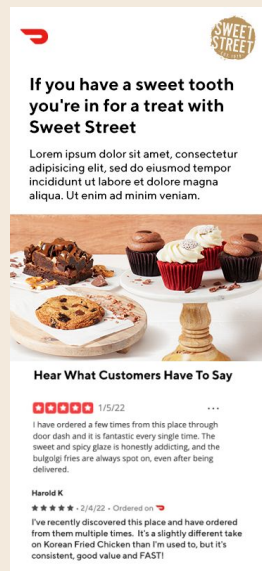 SWEET
STREET
If you have a sweet tooth
you're in for a treat with
Sweet Street
Lorem ipsum dolor sit amet, consectetur
adipisicing elit, sed do eiusmod tempor
incididunt ut labore et dolore magna
aliqua. Ut enim ad minim veniam.
Hear What Customers Have To Say
1/5/22 ...
I have ordered a few times from this place through
door dash and it is fantastic every single time. The
sweet and spicy glaze is honestly addicting, and the
bulgolgi fries are always spot on, even after being
delivered.
Harold K
• 2/4/22 • Ordered on
I've recently discovered this place and have ordered
from them multiple times. It's a slightly different take
on Korean Fried Chicken than I'm used to, but it's
consistent, good value and FAST!